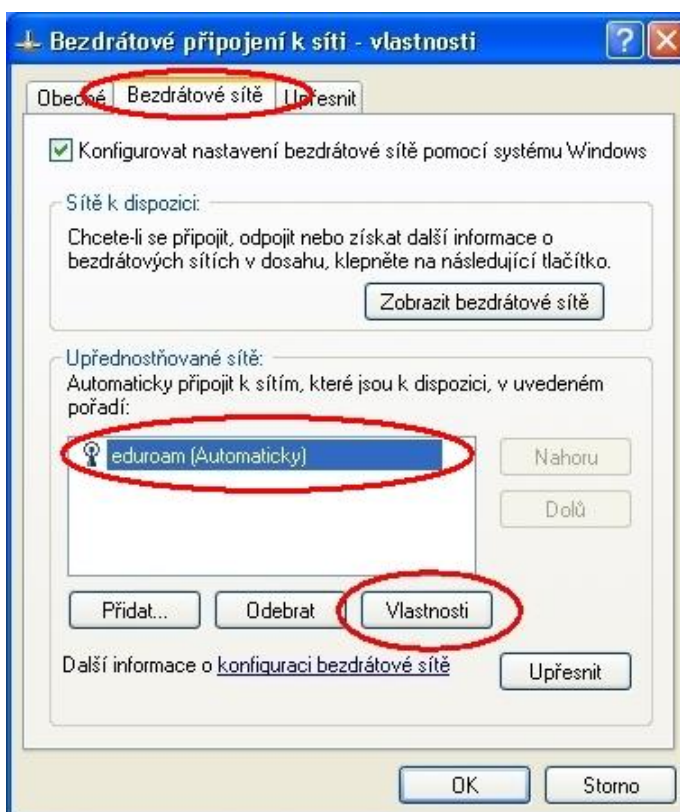 Bezdrátové připojení k síti - vlastnosti
Obecné Bezdrátové sítě Upřesnit
Konfigurovat nastavení bezdrátové sítě pomocí systému Windows
Sítě k dispozici:
Chcete-li se připojit, odpojit nebo získat další informace o
bezdrátových sítích v dosahu, klepněte na následující tlačítko.
Zobrazit bezdrátové sítě
Upřednostňované sítě:
Automaticky připojit k sítím, které jsou k dispozici, v uvedeném
pořadí:
eduroam (Automaticky)
Nahoru
Dolů
Přidat... Odebrat Vlastnosti
Další informace o konfiguraci bezdrátové sítě
Upřesnit
OK Storno